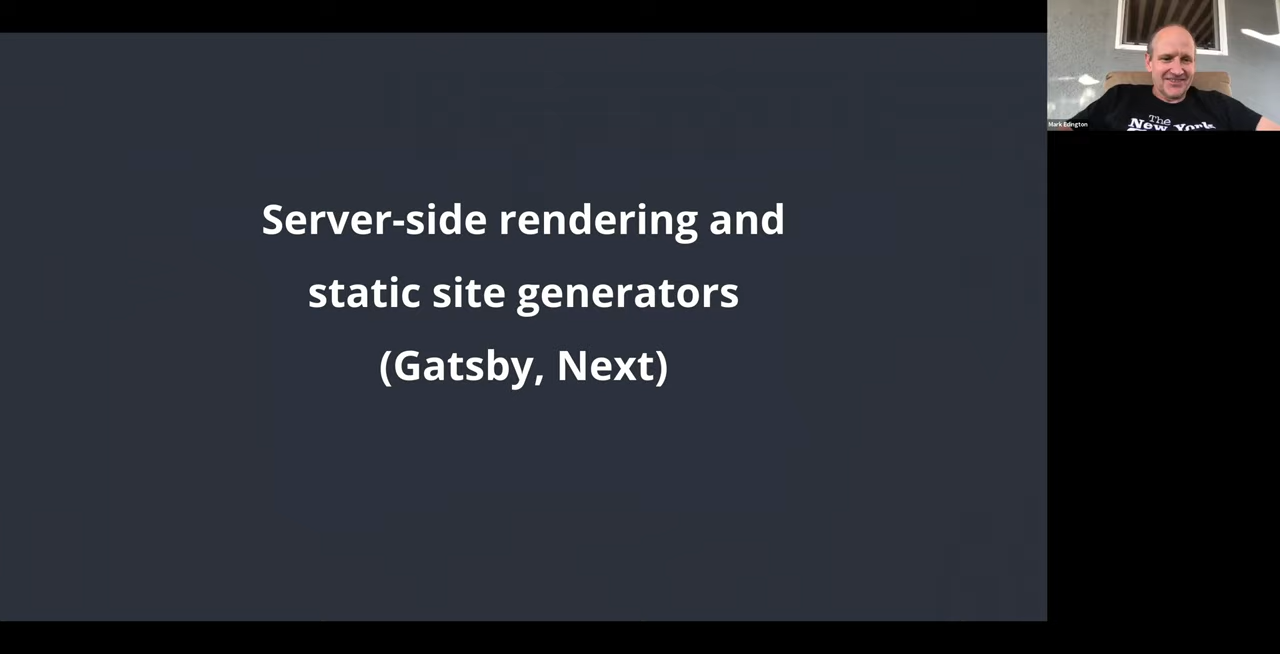 Server-side rendering and
static site generators
(Gatsby, Next)
Mark Edington
The
New York